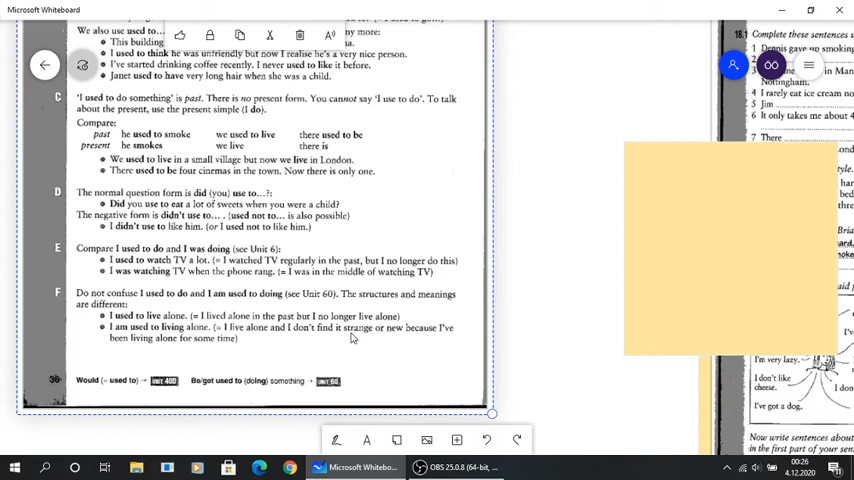 Microsoft Whiteboard
We also use used to... any more:
This building
I used to think he was unfriendly but now I realise he's a very nice person.
I've started drinking coffee recently. I never used to like it before.
Janet used to have very long hair when she was a child.
C 'I used to do something' is past. There is no present form. You cannot say 'I use to do'. To talk
about the present, use the present simple (I do).
Compare:
past he used to smoke we used to live there used to be
present he smokes we live there is
We used to live in a small village but now we live in London.
There used to be four cinemas in the town. Now there is only one.
D The normal question form is did (you) use to...?:
Did you use to eat a lot of sweets when you were a child?
The negative form is didn't use to... . (used not to... is also possible)
I didn't use to like him. (or I used not to like him.)
E Compare I used to do and I was doing (see Unit 6):
I used to watch TV a lot. (= I watched TV regularly in the past, but I no longer do this)
I was watching TV when the phone rang. (= I was in the middle of watching TV)
F Do not confuse I used to do and I am used to doing (see Unit 60). The structures and meanings
are different:
I used to live alone. (= I lived alone in the past but I no longer live alone)
I am used to living alone. (= I live alone and I don't find it strange or new because I've
been living alone for some time)
36 Would (= used to) → UNIT 40D Be/get used to (doing) something → UNIT 60
18.1 Complete these sentences
1 Dennis gave up smoking
2
3 in Man
Nottingham.
4 I rarely eat ice cream no
5 Jim
6 It only takes me about 4
7 There
I'm very lazy.
I don't like
cheese.
I don
I've got a dog.
Now write sentences about
in the first part of your sen
Microsoft Whitebo...
OBS 25.0.8 (64-bit, ...
00:26
4.12.2020